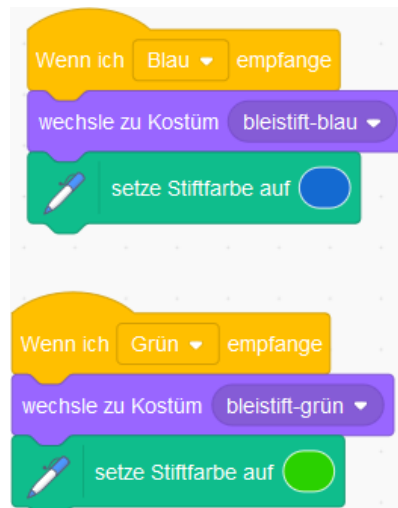 Wenn ich Blau empfange
wechsle zu Kostüm bleistift-blau
setze Stiftfarbe auf
Wenn ich Grün empfange
wechsle zu Kostüm bleistift-grün
setze Stiftfarbe auf